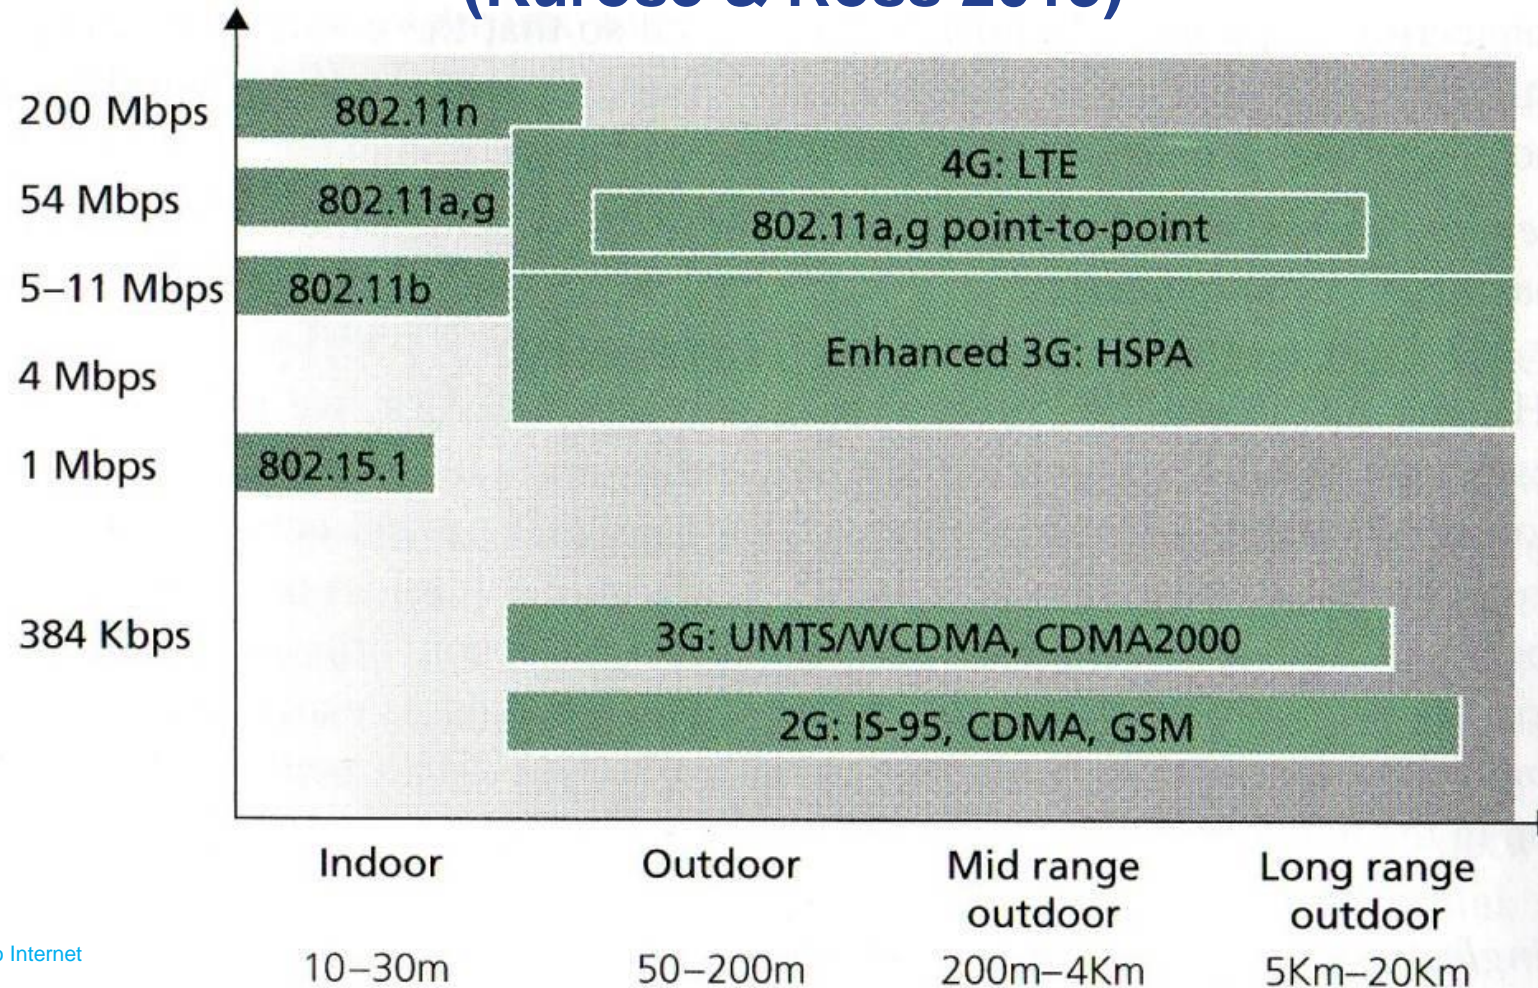 (Kurose & Ross 2013)
200 Mbps
802.11n
4G: LTE
54 Mbps
802.11a,g
802.11a,g point-to-point
5–11 Mbps
802.11b
Enhanced 3G: HSPA
4 Mbps
1 Mbps
802.15.1
384 Kbps
3G: UMTS/WCDMA, CDMA2000
2G: IS-95, CDMA, GSM
Indoor
Outdoor
Mid range
outdoor
Long range
outdoor
10–30m
50–200m
200m–4Km
5Km–20Km
Internet